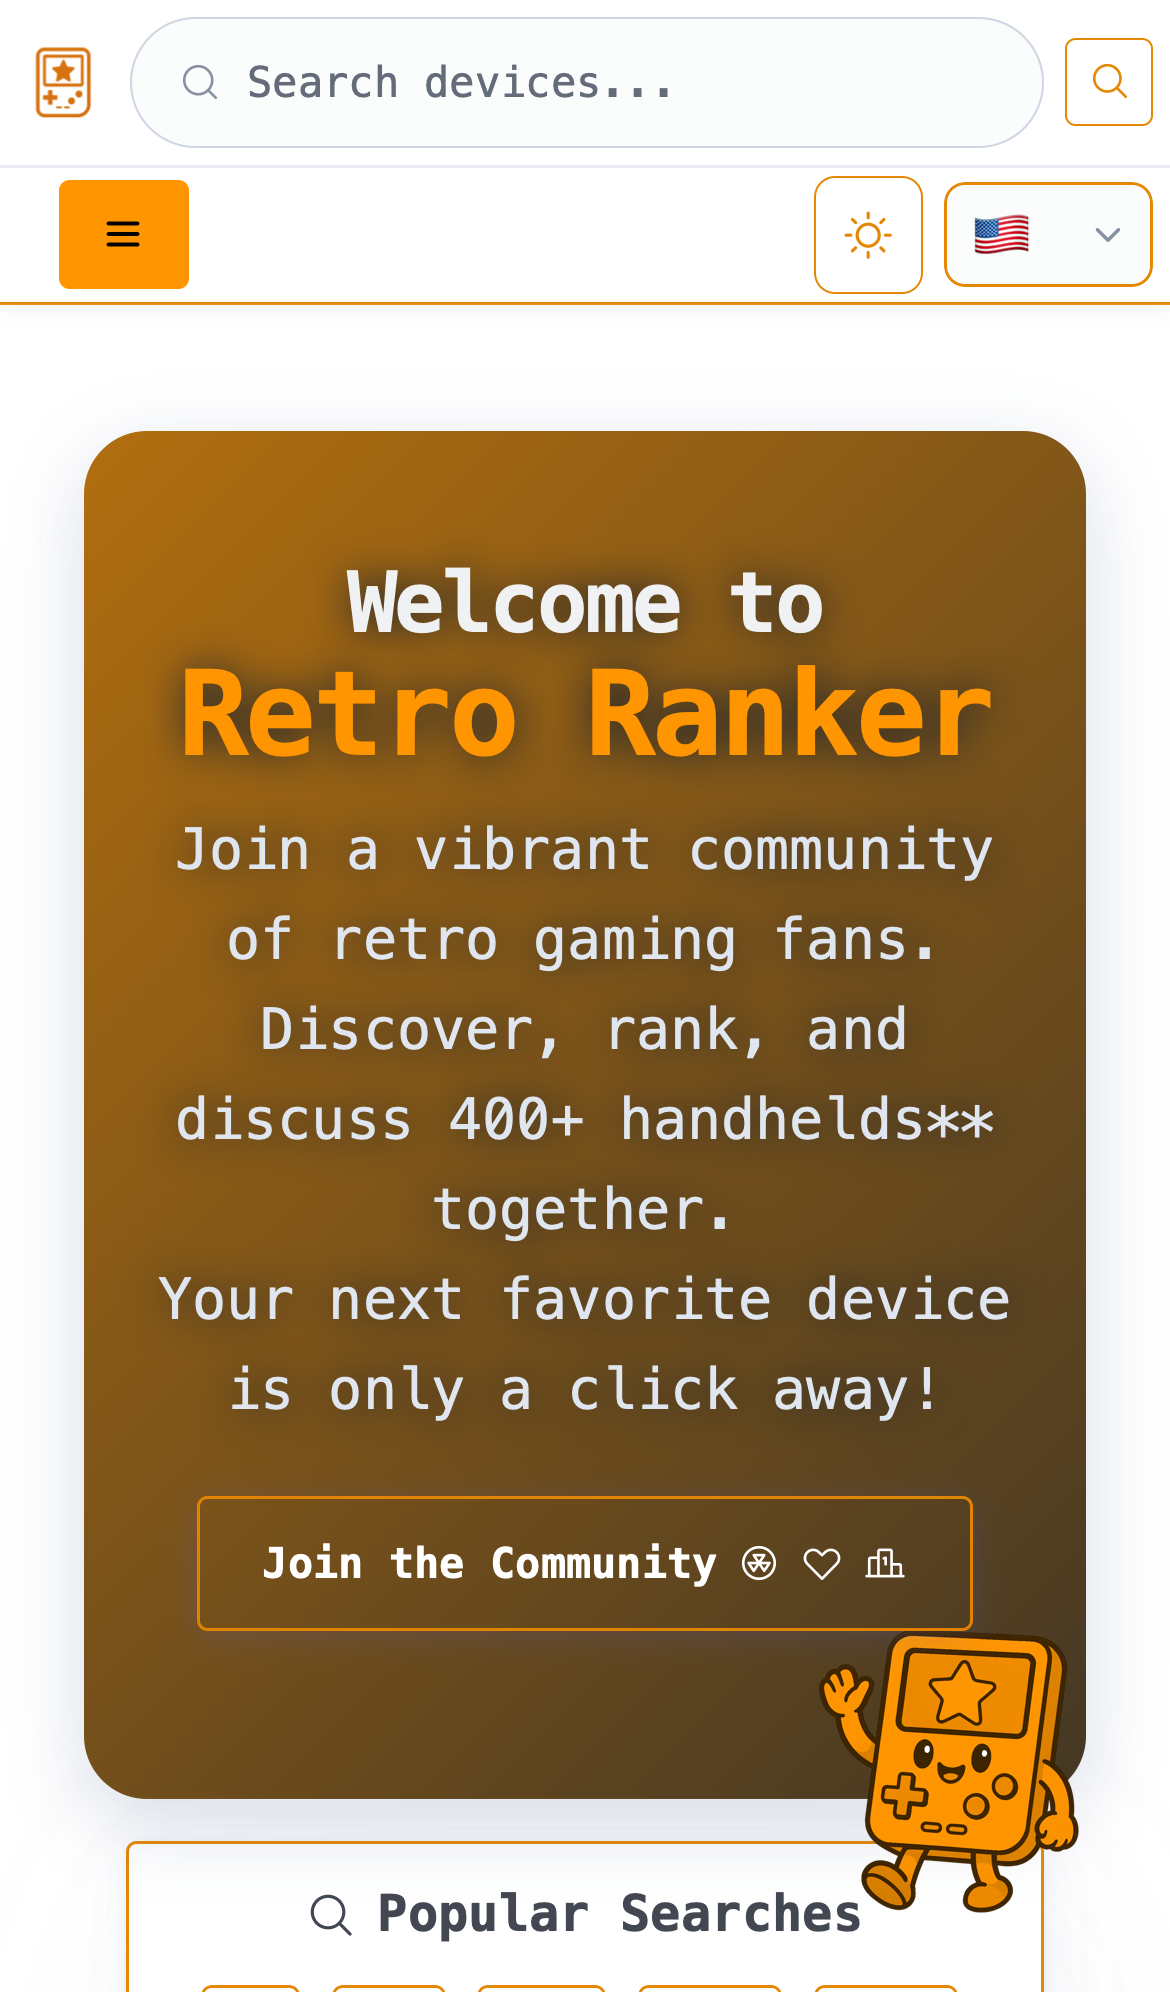 Search devices...
Welcome to
Retro Ranker
Join a vibrant community
of retro gaming fans.
Discover, rank, and
discuss 400+ handhelds**
together.
Your next favorite device
is only a click away!
Join the Community
Popular Searches